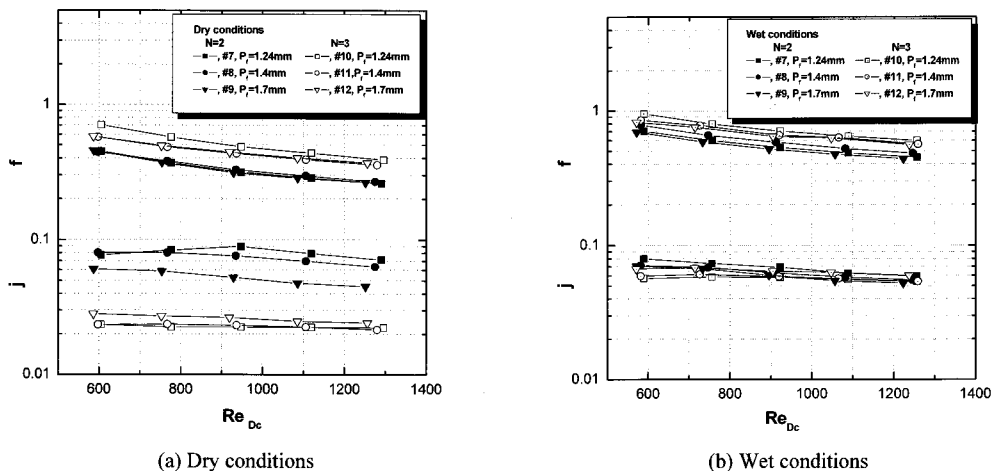 Dry conditions
N=2 N=3
, #7, Pf=1.24mm , #10, Pf=1.24mm
, #8, Pf=1.4mm , #11,Pf=1.4mm
, #9, Pf=1.7mm , #12, Pf=1.7mm
f
1
0.1
j
0.01
600 800 1000 1200 1400
Re Dc
(a) Dry conditions
Wet conditions
N=2 N=3
, #7, Pf=1.24mm , #10, Pf=1.24mm
, #8, Pf=1.4mm , #11, Pf=1.4mm
, #9, Pf=1.7mm , #12, Pf=1.7mm
f
1
0.1
j
0.01
600 800 1000 1200 1400
Re Dc
(b) Wet conditions